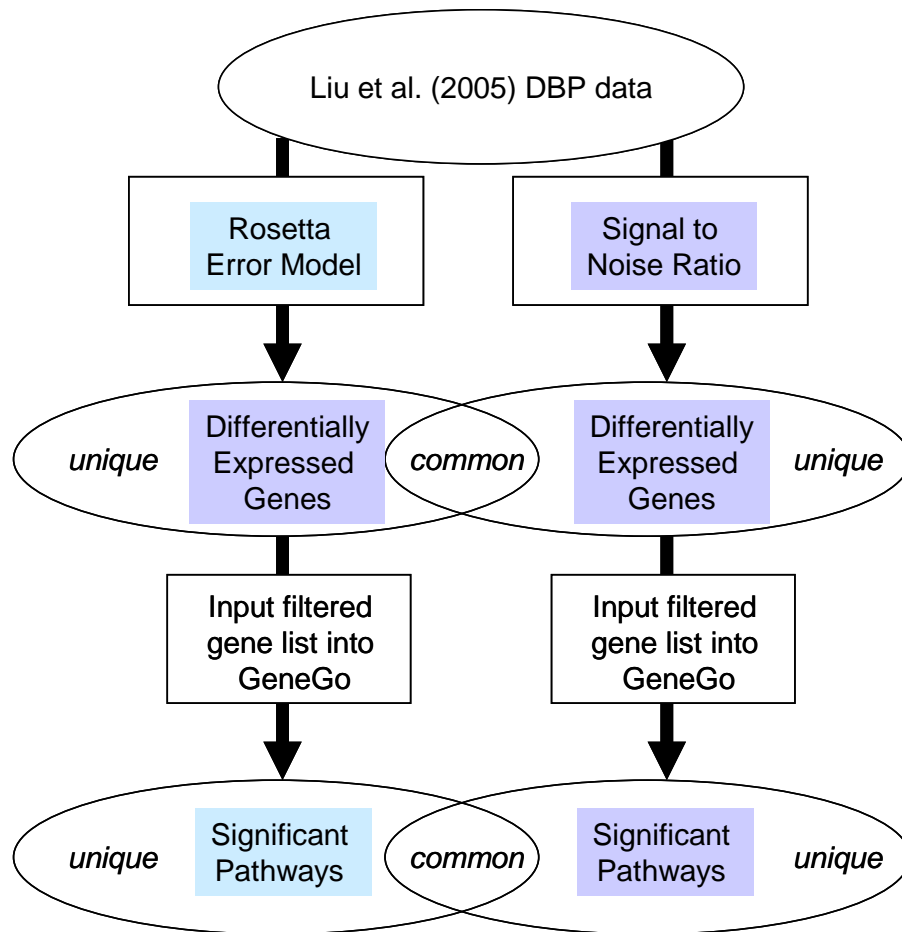 Liu et al. (2005) DBP data
Rosetta
Error Model
Signal to
Noise Ratio
unique
Differentially
Expressed
Genes
common
Differentially
Expressed
Genes
unique
Input filtered
gene list into
GeneGo
Input filtered
gene list into
GeneGo
unique
Significant
Pathways
common
Significant
Pathways
unique